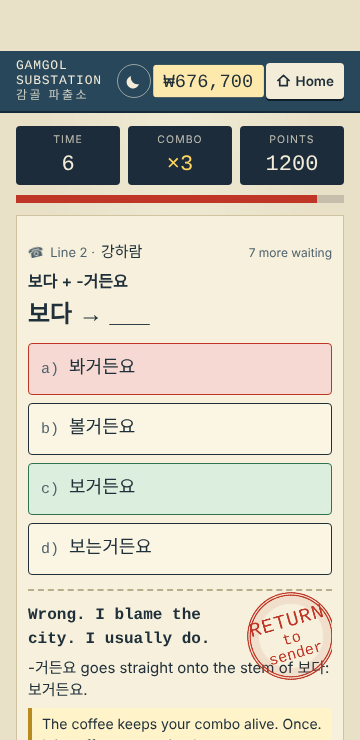 GAMGOL
SUBSTATION
감골 파출소
₩676,700
Home
TIME
6
COMBO
×3
POINTS
1200
☎ Line 2 · 강하람
7 more waiting
보다 + -거든요
보다 → ____
a) 봐거든요
b) 볼거든요
c) 보거든요
d) 보는거든요
Wrong. I blame the
city. I usually do.
RETURN
to
sender
-거든요 goes straight onto the stem of 보다:
보거든요.
The coffee keeps your combo alive. Once.